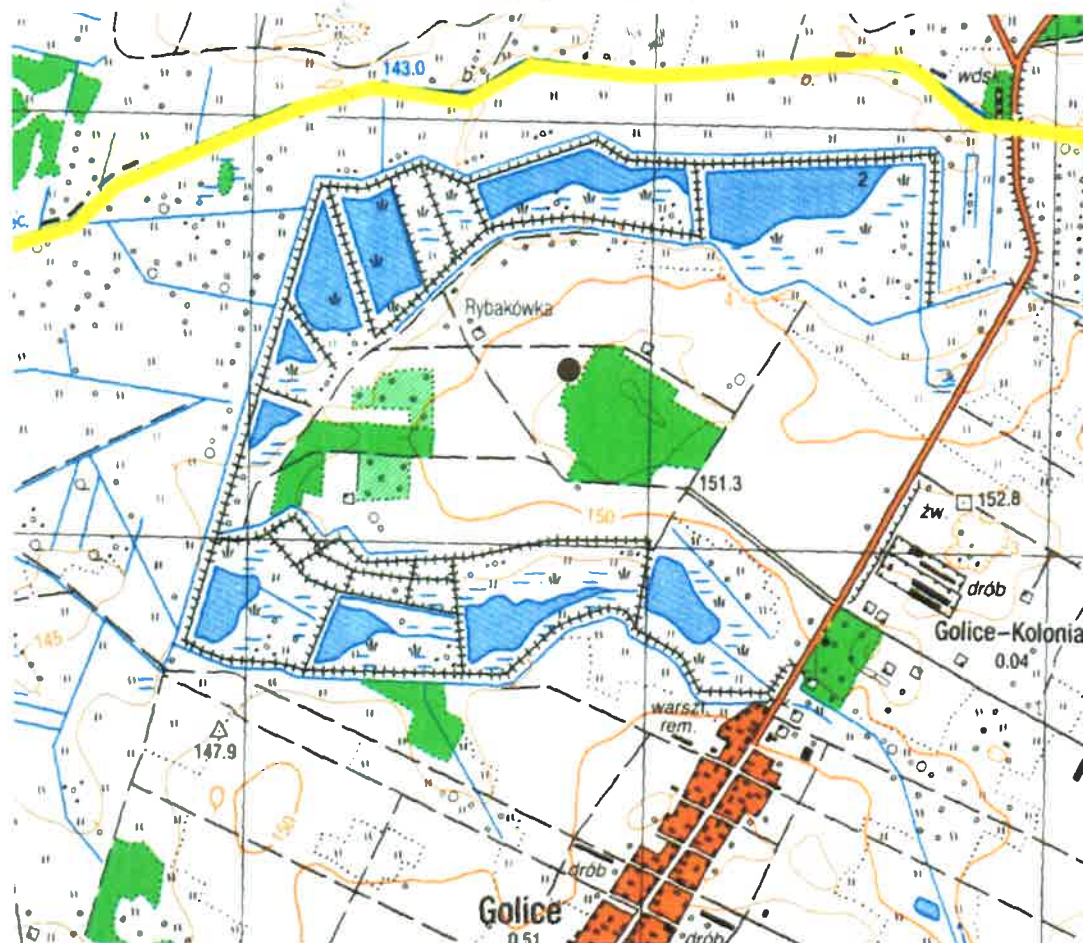 143.0
b.
b.
wdsk.
2
Rybakówka
151.3
150
żw.
152.8
drób
Golice-Kolonia
0.04
145
warszt.
rem.
147.9
150
drób
Golice
0.51
drób